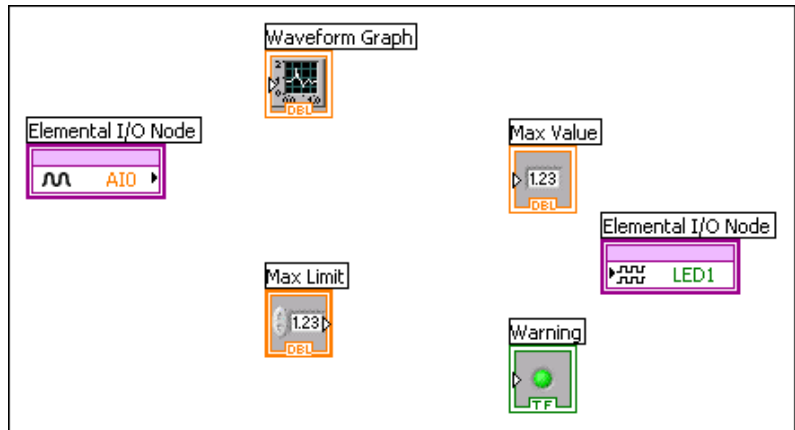 Waveform Graph
DBL
Elemental I/O Node
AI0
Max Value
1.23
DBL
Elemental I/O Node
LED1
Max Limit
1.23
DBL
Warning
TF